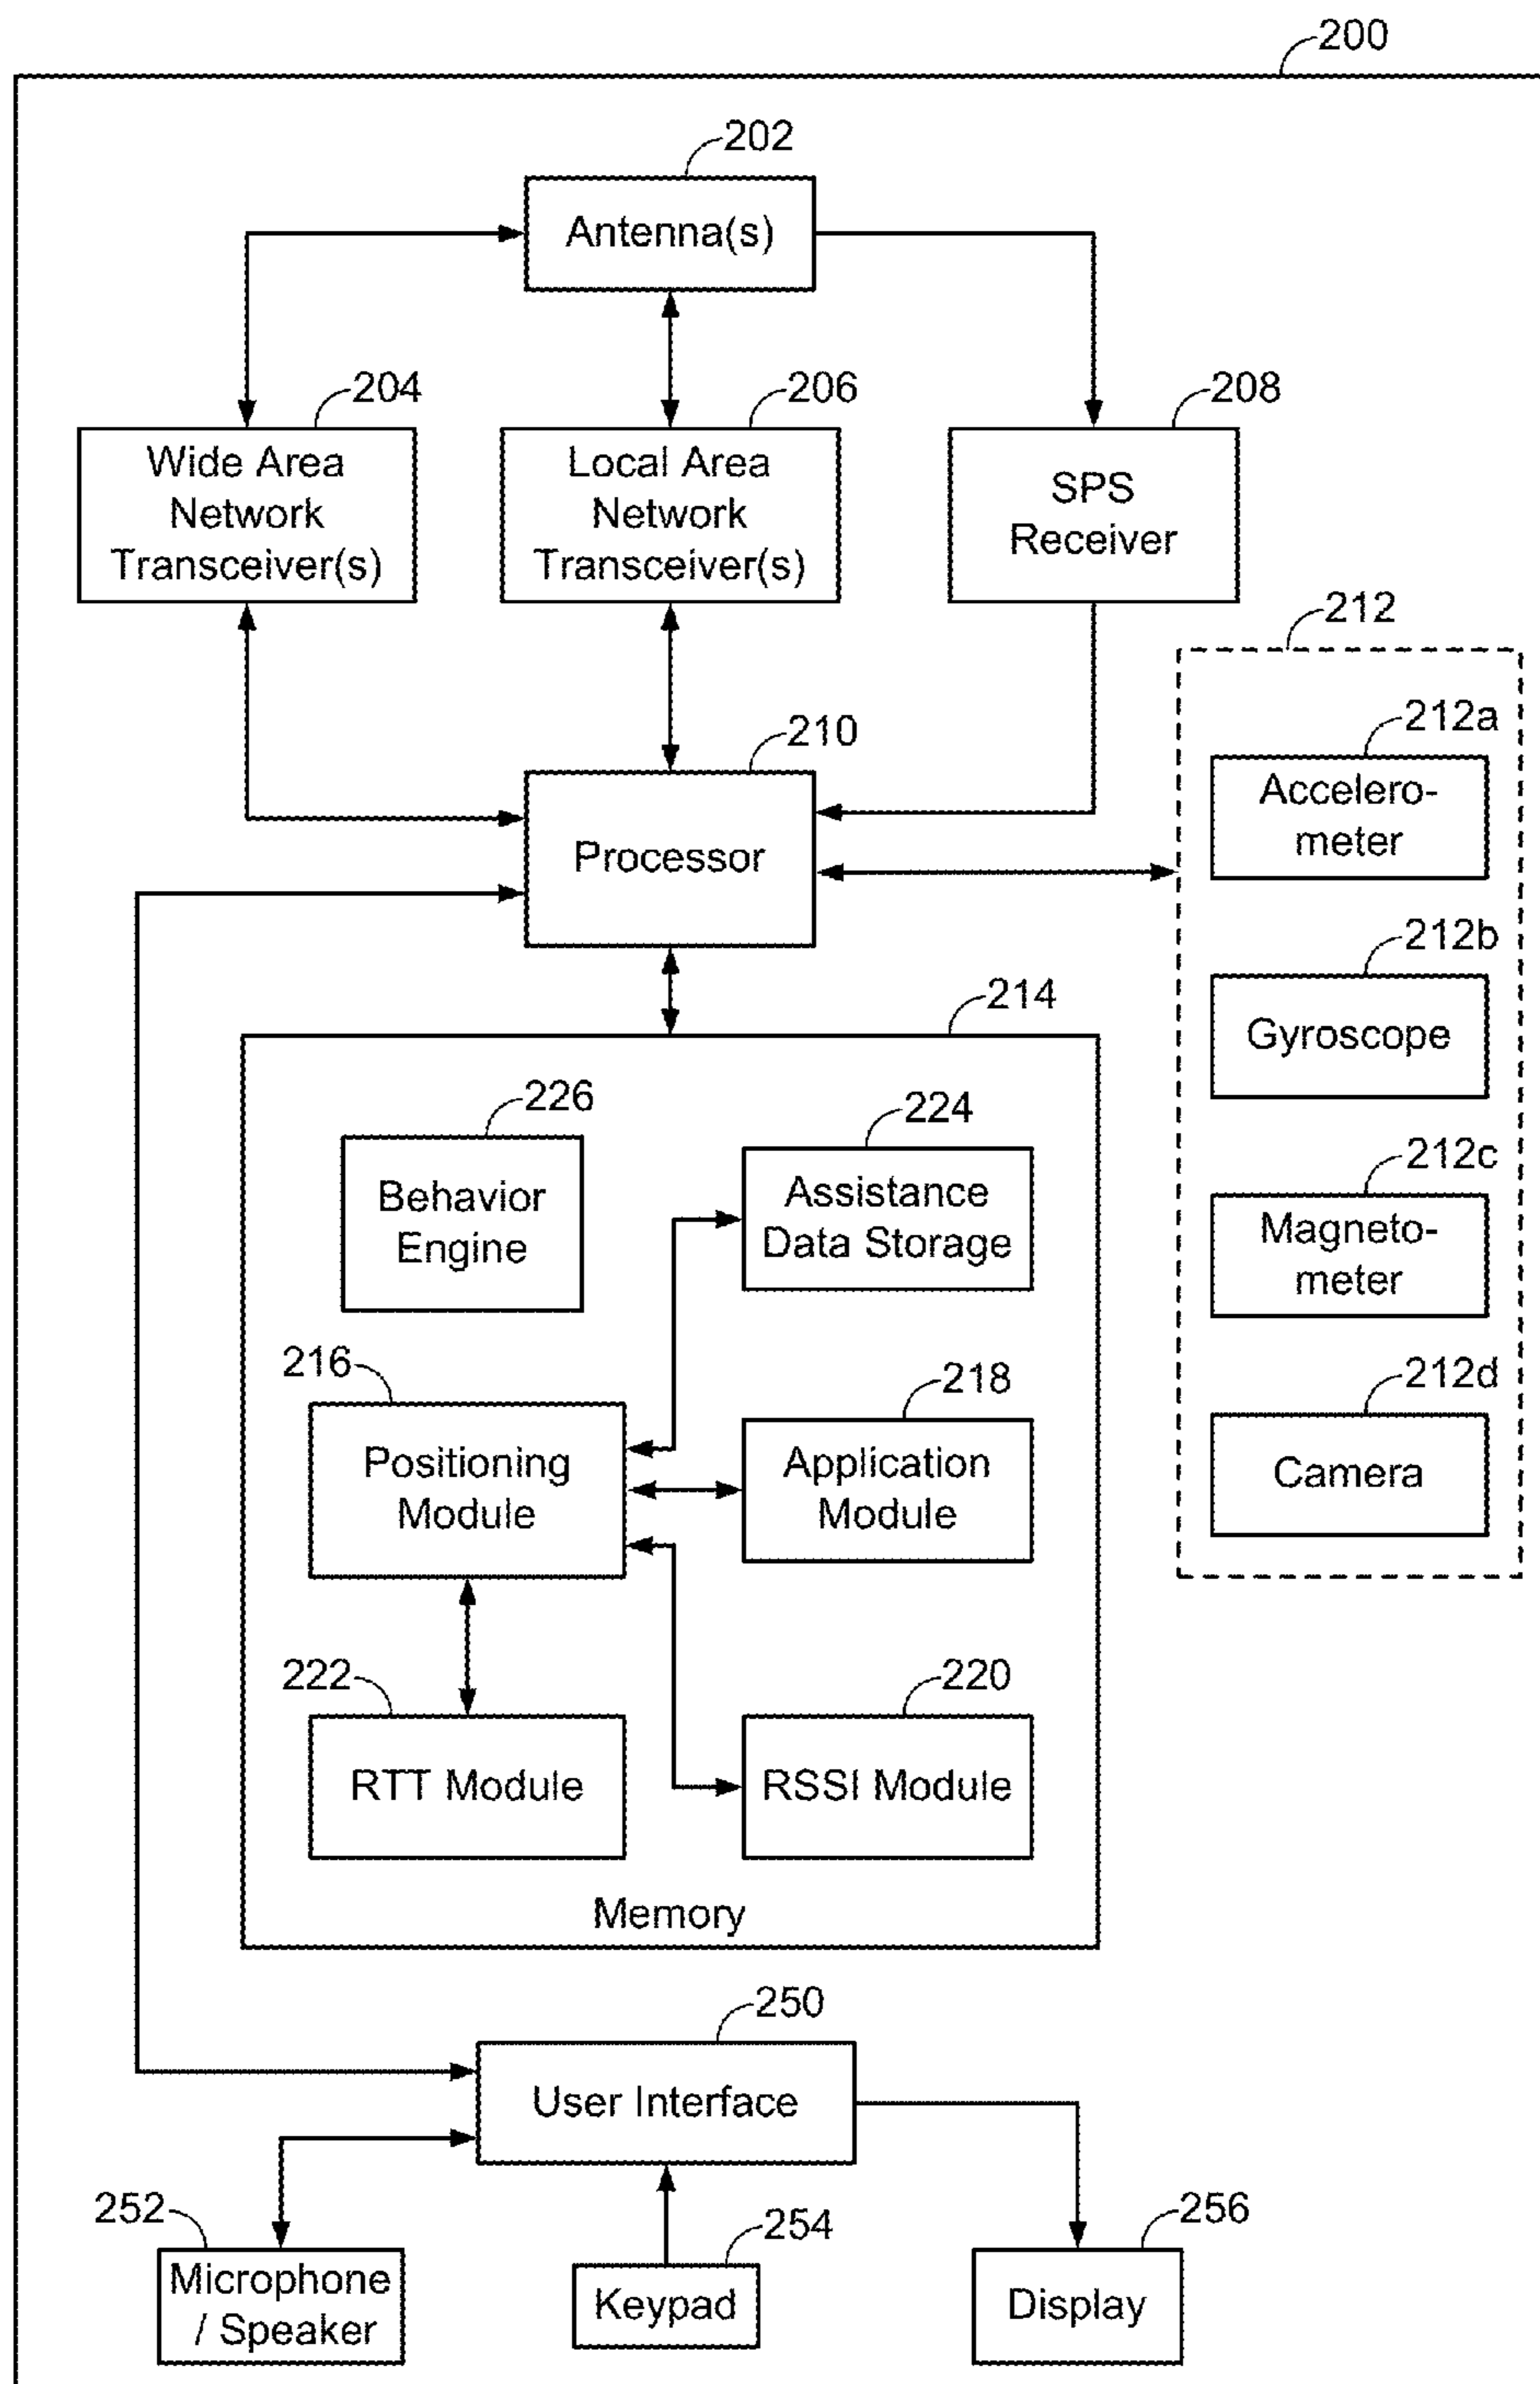 200
202
Antenna(s)
204
206
208
Wide Area
Network
Transceiver(s)
Local Area
Network
Transceiver(s)
SPS
Receiver
212
210
Processor
212a
Accelero-
meter
212b
Gyroscope
212c
Magneto-
meter
212d
Camera
214
226
Behavior
Engine
224
Assistance
Data Storage
216
Positioning
Module
218
Application
Module
222
RTT Module
220
RSSI Module
Memory
250
User Interface
252
Microphone
/ Speaker
254
Keypad
256
Display